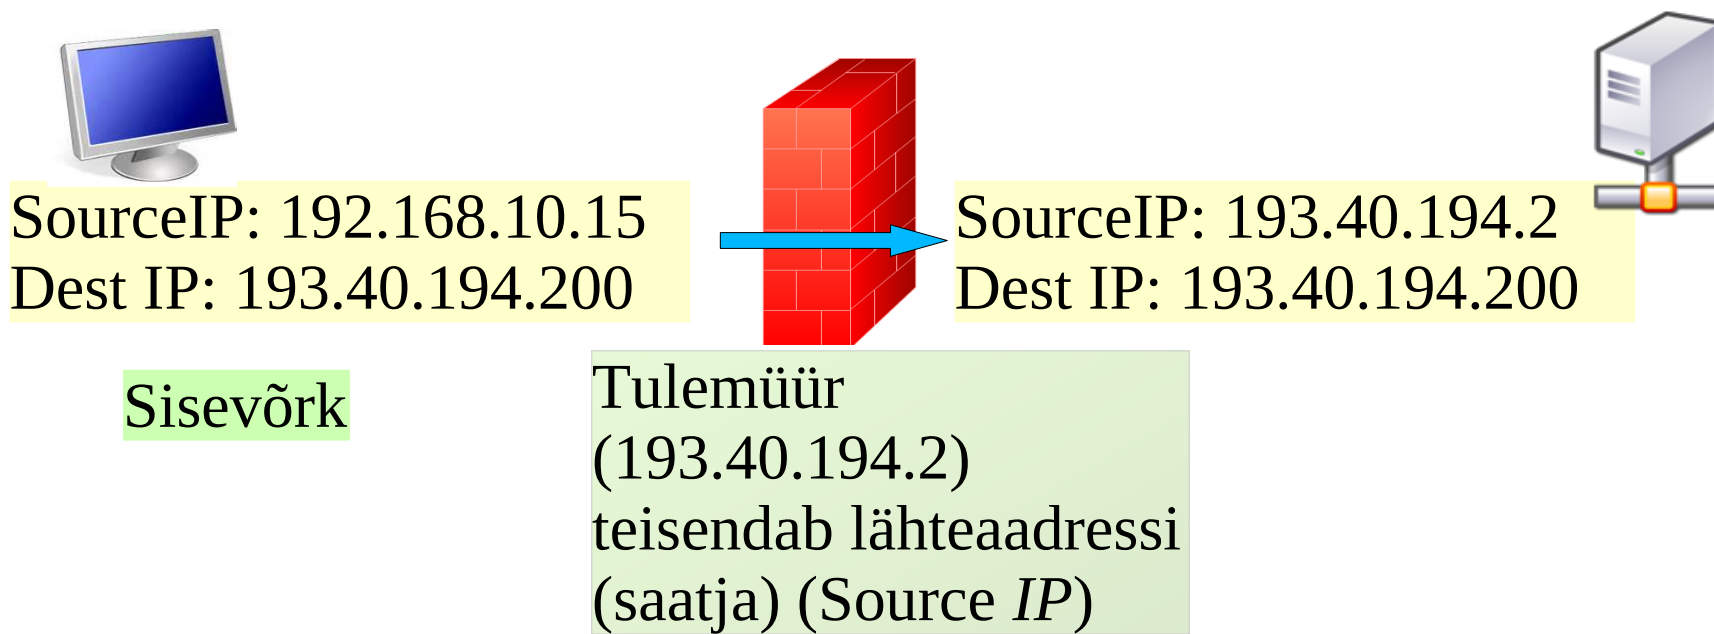 SourceIP: 192.168.10.15
Dest IP: 193.40.194.200
SourceIP: 193.40.194.2
Dest IP: 193.40.194.200
Sisevõrk
Tulemüür
(193.40.194.2)
teisendab lähteaadressi
(saatja) (Source IP)